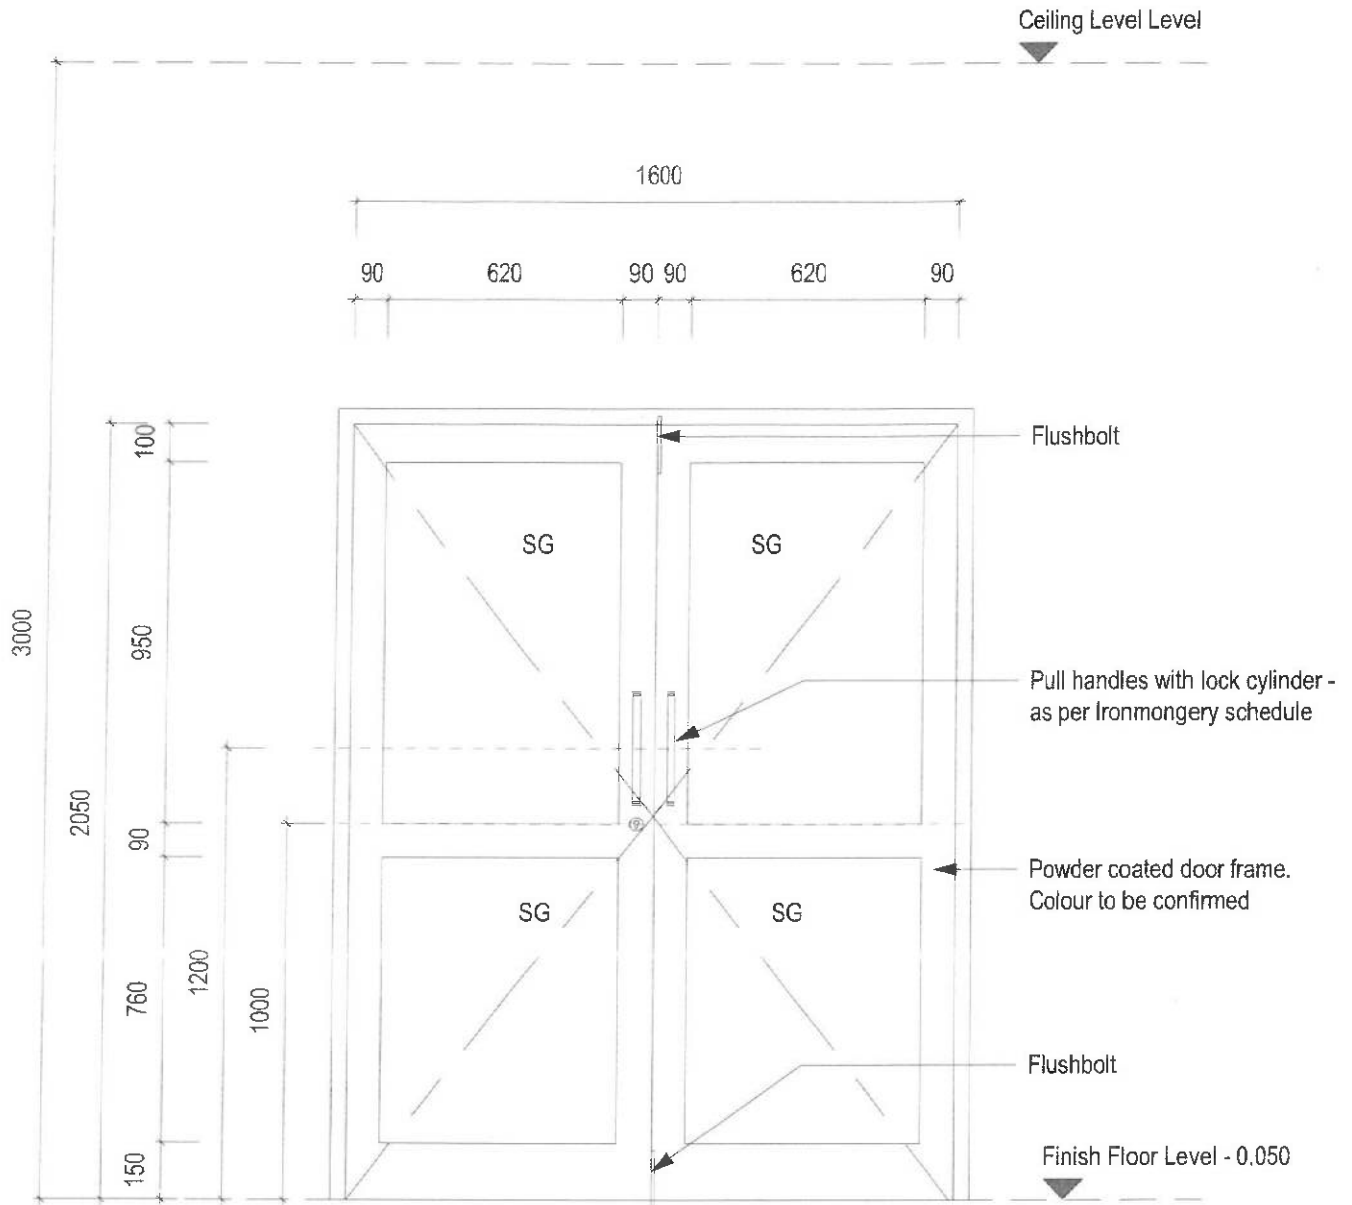 Ceiling Level Level
1600
90 620 90 90 620 90
100
Flushbolt
SG SG
950
3000
Pull handles with lock cylinder -
as per Ironmongery schedule
2050
90
Powder coated door frame.
Colour to be confirmed
SG SG
1200
760
1000
Flushbolt
150
Finish Floor Level - 0.050